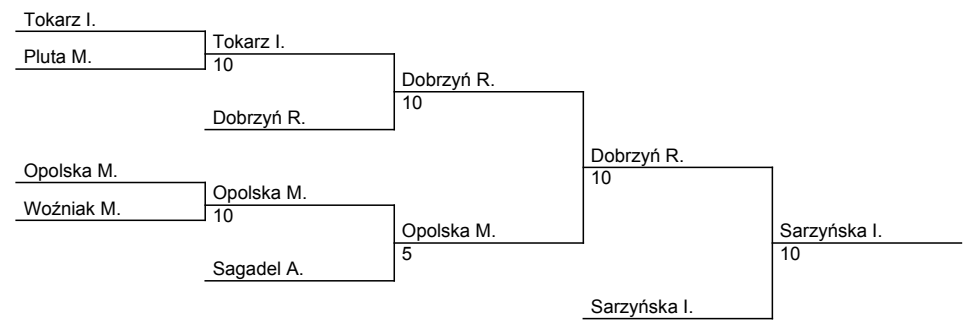 Tokarz I.
Pluta M.
Tokarz I.
10
Dobrzyń R.
Dobrzyń R.
10
Opolska M.
Woźniak M.
Opolska M.
10
Sagadel A.
Opolska M.
5
Dobrzyń R.
10
Sarzyńska I.
Sarzyńska I.
10